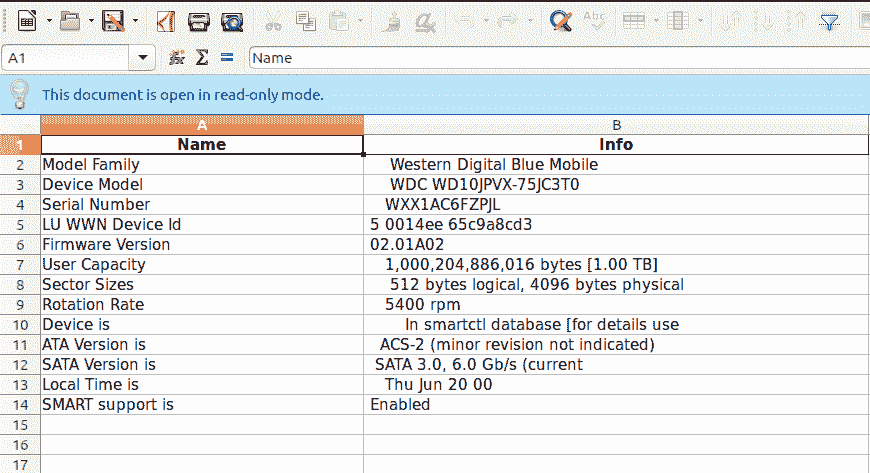 A1
Name
This document is open in read-only mode.
A B
1 Name Info
2 Model Family Western Digital Blue Mobile
3 Device Model WDC WD10JPVX-75JC3T0
4 Serial Number WXX1AC6FZPJL
5 LU WWN Device Id 5 0014ee 65c9a8cd3
6 Firmware Version 02.01A02
7 User Capacity 1,000,204,886,016 bytes [1.00 TB]
8 Sector Sizes 512 bytes logical, 4096 bytes physical
9 Rotation Rate 5400 rpm
10 Device is In smartctl database [for details use
11 ATA Version is ACS-2 (minor revision not indicated)
12 SATA Version is SATA 3.0, 6.0 Gb/s (current
13 Local Time is Thu Jun 20 00
14 SMART support is Enabled
15
16
17